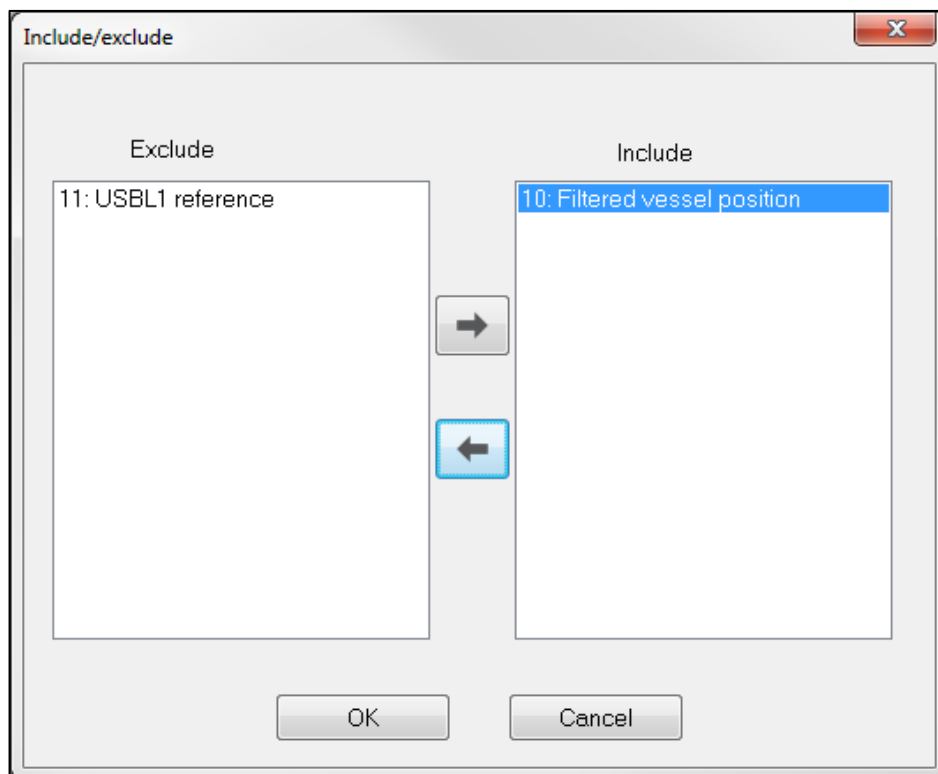 Include/exclude
Exclude
Include
11: USBL1 reference
10: Filtered vessel position
OK
Cancel